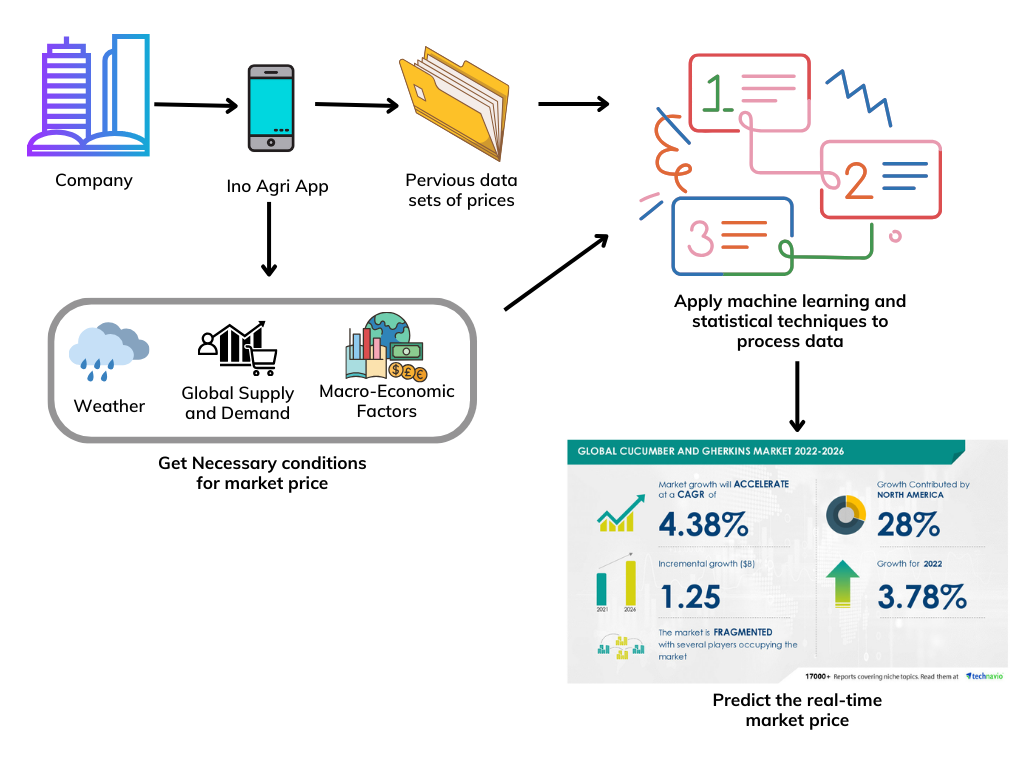 Company
Ino Agri App
Pervious data
sets of prices
1
2
3
Apply machine learning and
statistical techniques to
process data
Weather
Global Supply
and Demand
Macro-Economic
Factors
Get Necessary conditions
for market price
GLOBAL CUCUMBER AND GHERKINS MARKET 2022-2026
Market growth will ACCELERATE
at a CAGR of
4.38%
Growth Contributed by
NORTH AMERICA
28%
Incremental growth ($B)
1.25
2021 2026
Growth for 2022
3.78%
The market is FRAGMENTED
with several players occupying the
market
17000+ Reports covering niche topics. Read them at technavio
Predict the real-time
market price